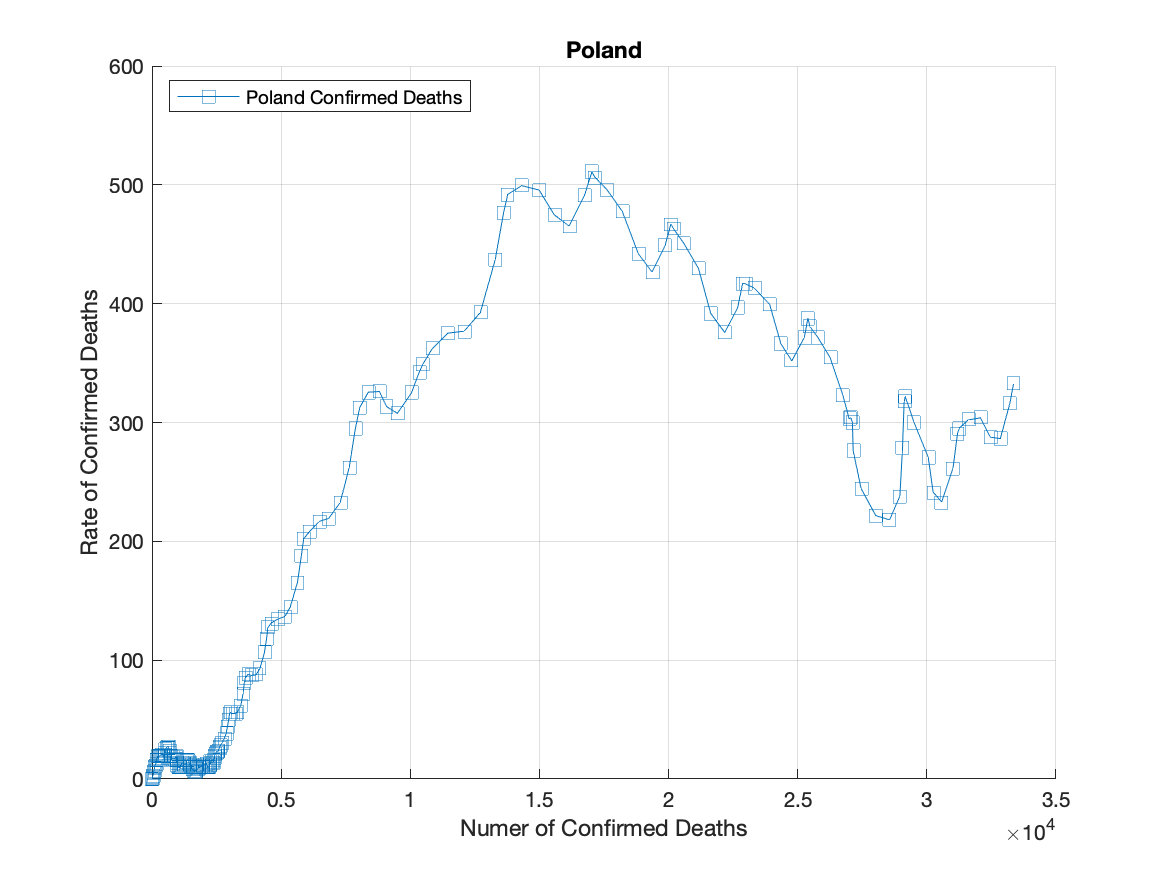 Poland
Poland Confirmed Deaths
600
500
400
300
200
100
0
Rate of Confirmed Deaths
0 0.5 1 1.5 2 2.5 3 3.5
Numer of Confirmed Deaths
×10⁴